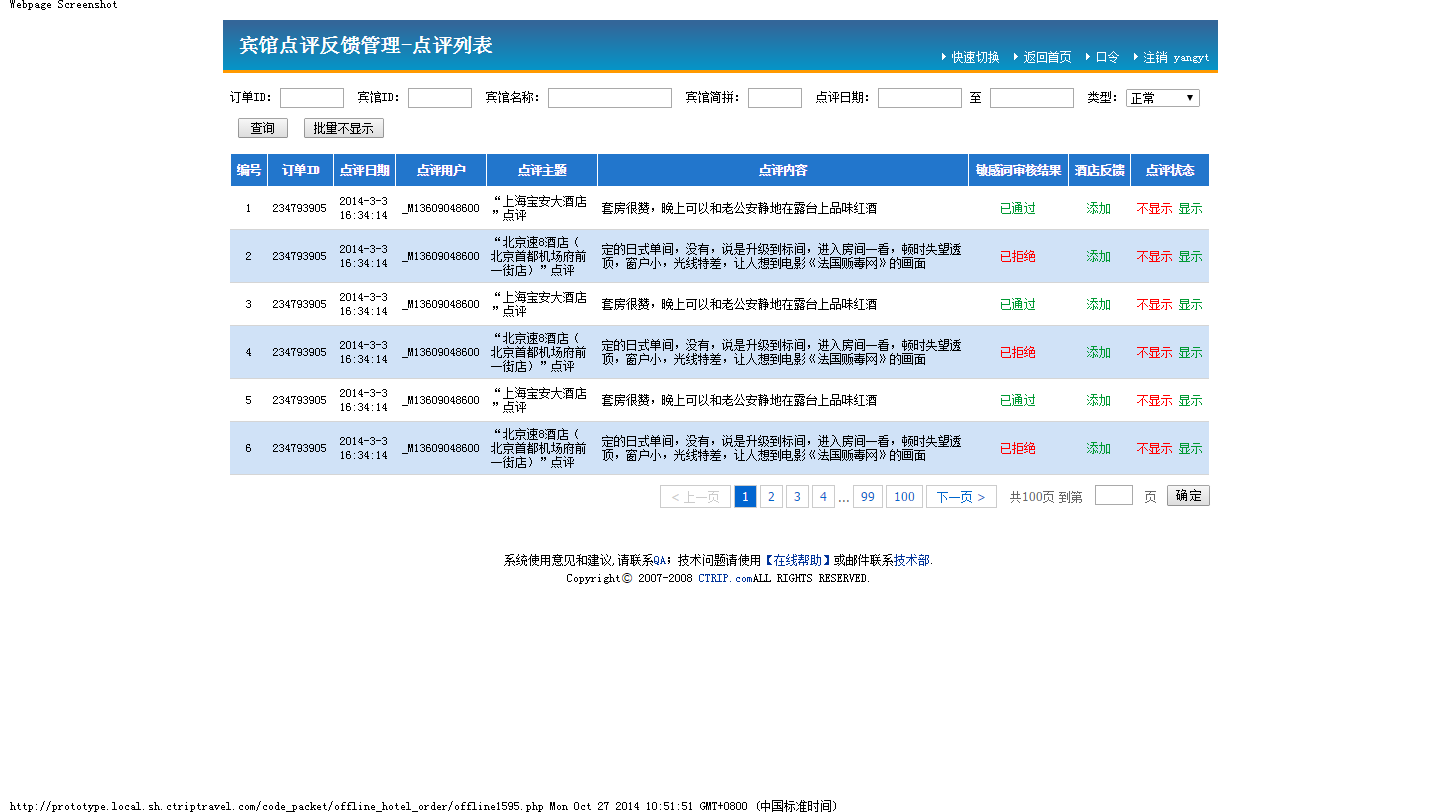 Webpage Screenshot
宾馆点评反馈管理-点评列表
快速切换 返回首页 口令 注销 yangyt
订单ID： 宾馆ID： 宾馆名称： 宾馆简拼： 点评日期： 至 类型： 正常
查询 批量不显示
编号 订单ID 点评日期 点评用户 点评主题 点评内容 敏感词审核结果 酒店反馈 点评状态
1 234793905 2014-3-3 16:34:14 _M13609048600 “上海宝安大酒店”点评 套房很赞，晚上可以和老公安静地在露台上品味红酒 已通过 添加 不显示 显示
2 234793905 2014-3-3 16:34:14 _M13609048600 “北京速8酒店（北京首都机场府前一街店）”点评 定的日式单间，没有，说是升级到标间，进入房间一看，顿时失望透顶，窗户小，光线特差，让人想到电影《法国贩毒网》的画面 已拒绝 添加 不显示 显示
3 234793905 2014-3-3 16:34:14 _M13609048600 “上海宝安大酒店”点评 套房很赞，晚上可以和老公安静地在露台上品味红酒 已通过 添加 不显示 显示
4 234793905 2014-3-3 16:34:14 _M13609048600 “北京速8酒店（北京首都机场府前一街店）”点评 定的日式单间，没有，说是升级到标间，进入房间一看，顿时失望透顶，窗户小，光线特差，让人想到电影《法国贩毒网》的画面 已拒绝 添加 不显示 显示
5 234793905 2014-3-3 16:34:14 _M13609048600 “上海宝安大酒店”点评 套房很赞，晚上可以和老公安静地在露台上品味红酒 已通过 添加 不显示 显示
6 234793905 2014-3-3 16:34:14 _M13609048600 “北京速8酒店（北京首都机场府前一街店）”点评 定的日式单间，没有，说是升级到标间，进入房间一看，顿时失望透顶，窗户小，光线特差，让人想到电影《法国贩毒网》的画面 已拒绝 添加 不显示 显示
< 上一页 1 2 3 4 ... 99 100 下一页 > 共100页 到第 页 确定
系统使用意见和建议,请联系QA；技术问题请使用【在线帮助】或邮件联系技术部.
Copyright© 2007-2008 CTRIP.comALL RIGHTS RESERVED.
http://prototype.local.sh.ctriptravel.com/code_packet/offline_hotel_order/offline1595.php Mon Oct 27 2014 10:51:51 GMT+0800 (中国标准时间)